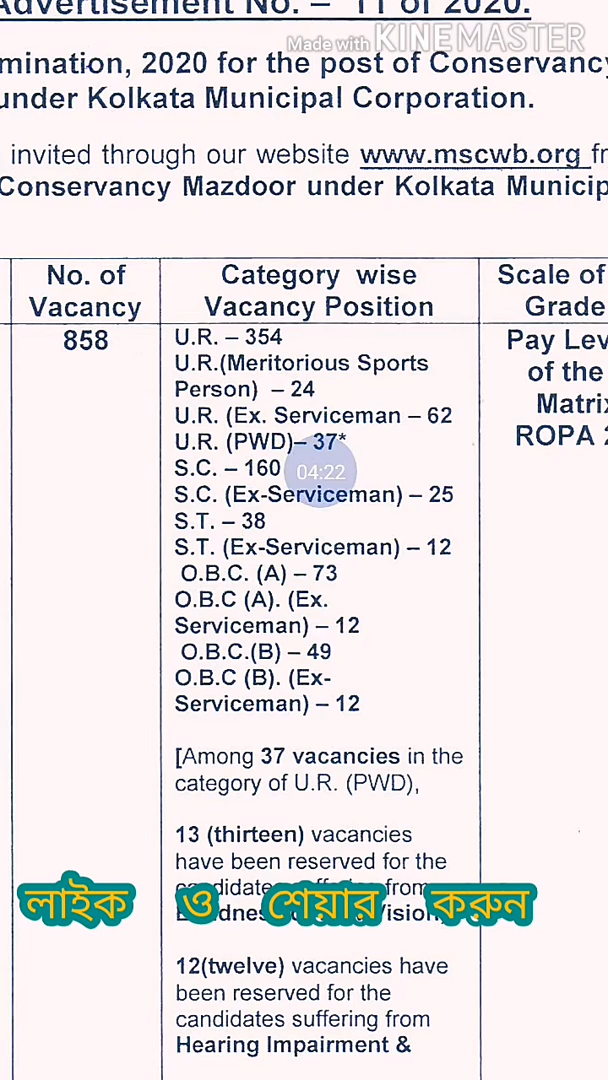 Advertisement No. – 11 of 2020.
Made with KINEMASTER
mination, 2020 for the post of Conservancy
under Kolkata Municipal Corporation.
invited through our website www.mscwb.org fr
Conservancy Mazdoor under Kolkata Municip
No. of
Vacancy
Category wise
Vacancy Position
Scale of
Grade
858
U.R. – 354
U.R.(Meritorious Sports
Person) – 24
U.R. (Ex. Serviceman – 62
U.R. (PWD)– 37*
S.C. – 160
04:22
S.C. (Ex-Serviceman) – 25
S.T. – 38
S.T. (Ex-Serviceman) – 12
O.B.C. (A) – 73
O.B.C (A). (Ex.
Serviceman) – 12
O.B.C.(B) – 49
O.B.C (B). (Ex-
Serviceman) – 12
[Among 37 vacancies in the
category of U.R. (PWD),
13 (thirteen) vacancies
have been reserved for the
from
লাইক ও শেয়ার করুন
12(twelve) vacancies have
been reserved for the
candidates suffering from
Hearing Impairment &
Pay Lev
of the
Matrix
ROPA 2